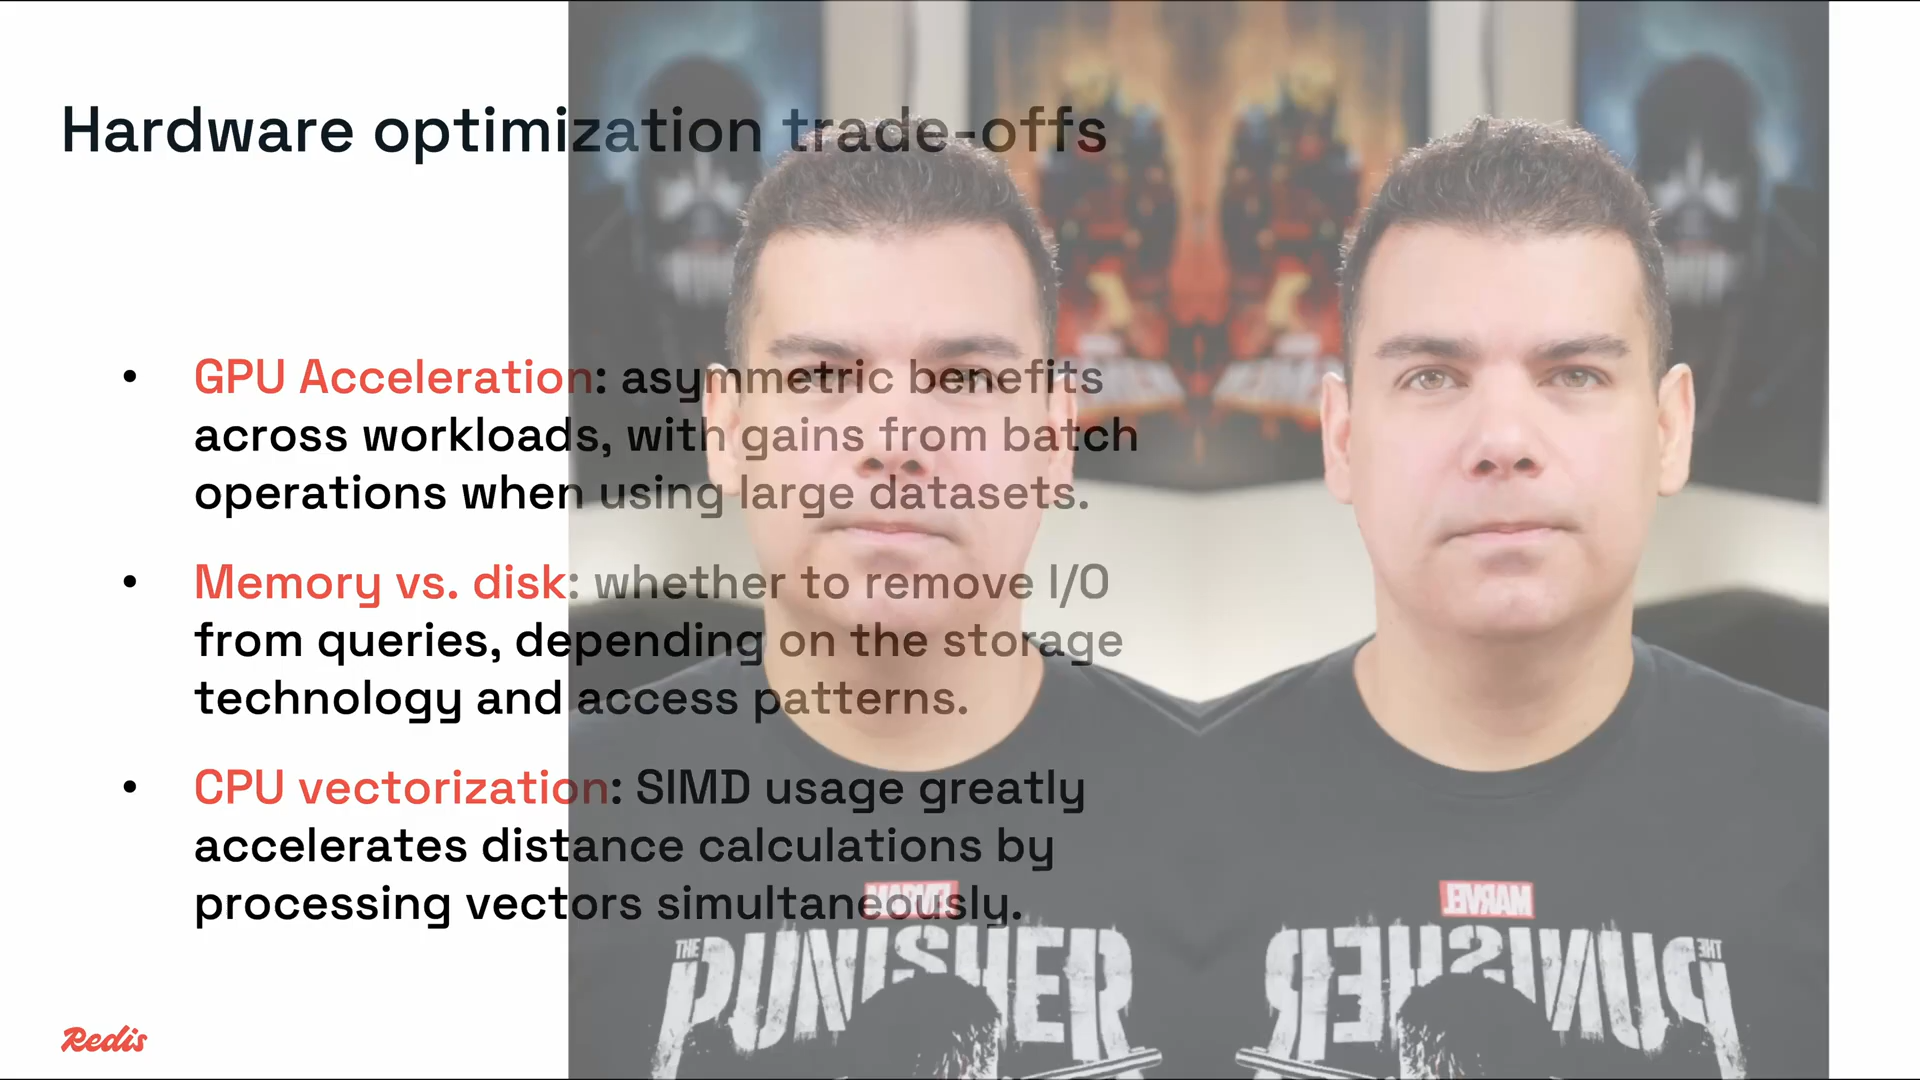 Hardware optimization trade-offs
• GPU Acceleration: asymmetric benefits
across workloads, with gains from batch
operations when using large datasets.
• Memory vs. disk: whether to remove I/O
from queries, depending on the storage
technology and access patterns.
• CPU vectorization: SIMD usage greatly
accelerates distance calculations by
processing vectors simultaneously.
MARVEL
THE
PUNISHER
MARVEL
THE
PUNISHER
Redis